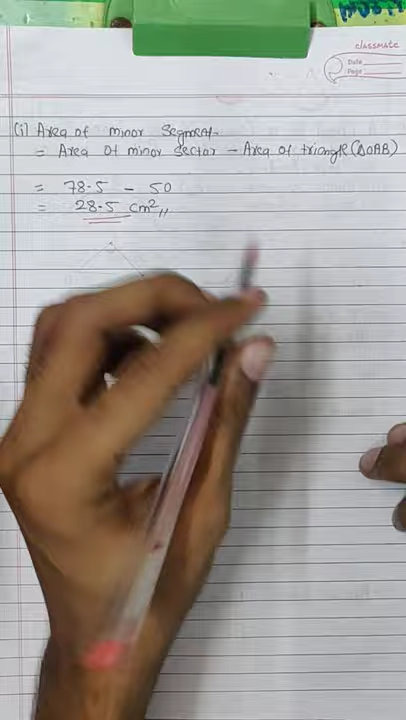 classmate
Date
Page
(i) Area of minor Segment
= Area of minor sector - Area of triangle (ΔOAB)
= 78.5 - 50
= 28.5 cm²,,